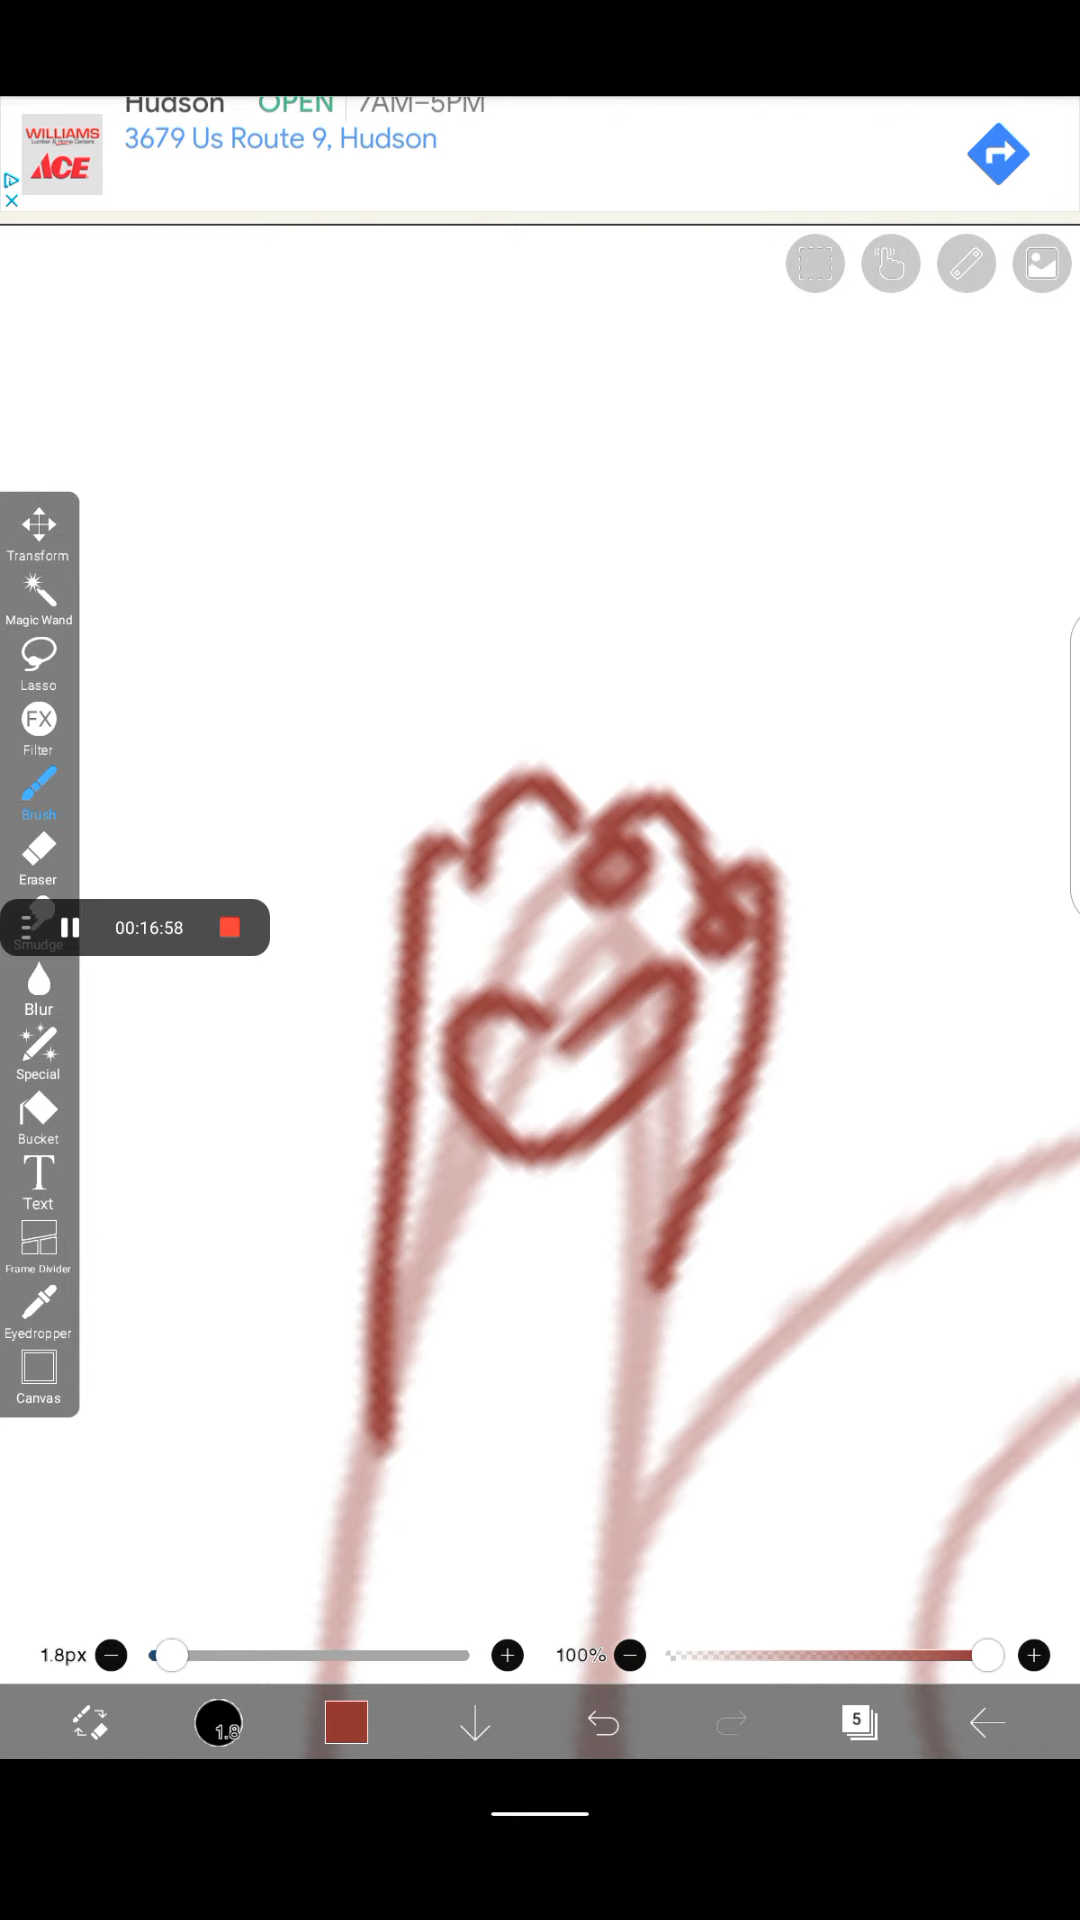 Hudson OPEN 7AM–5PM
WILLIAMS
Lumber & Home Centers
ACE
3679 Us Route 9, Hudson
Transform
Magic Wand
Lasso
FX
Filter
Brush
Eraser
00:16:58
Smudge
Blur
Special
Bucket
T
Text
Frame Divider
Eyedropper
Canvas
1.8px
100%
1.8
5